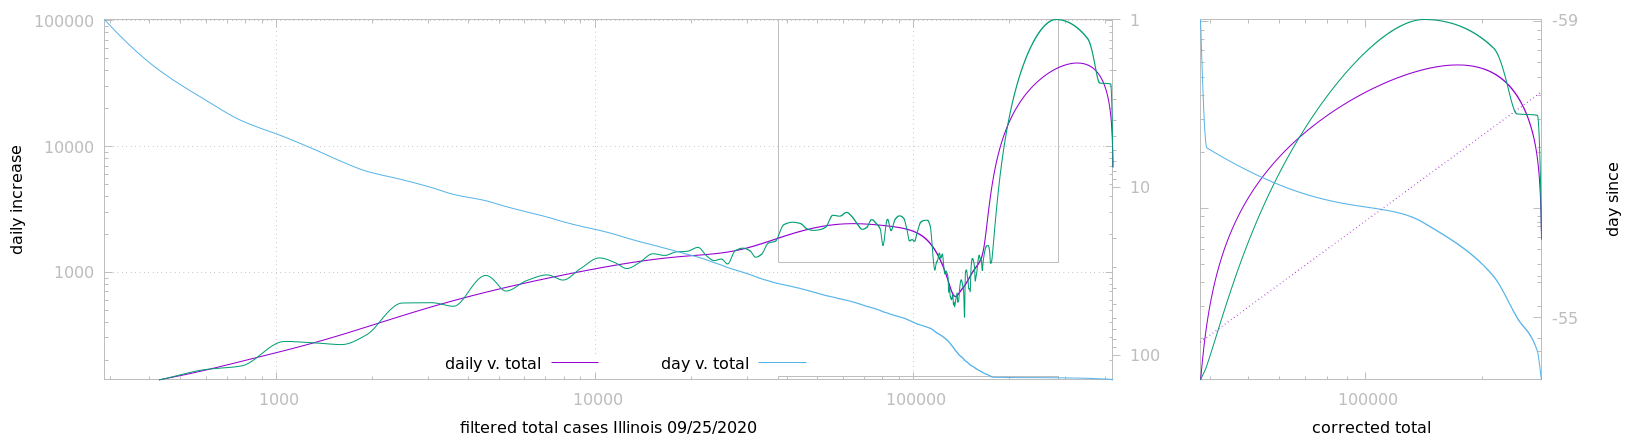 100000
10000
1000
daily increase
1
10
100
daily v. total
day v. total
1000
10000
100000
filtered total cases Illinois 09/25/2020
-59
-55
day since
100000
corrected total